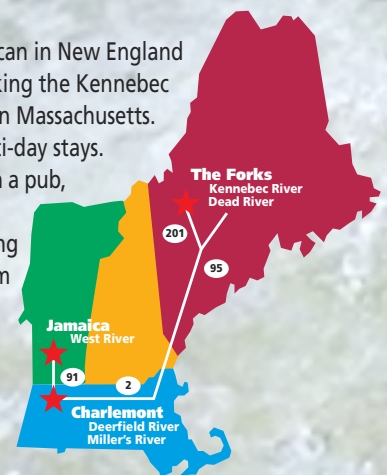 can in New England
king the Kennebec
n Massachusetts.
ti-day stays.
n a pub,
ng
m
The Forks
Kennebec River
Dead River
201
95
Jamaica
West River
91
2
Charlemont
Deerfield River
Miller's River